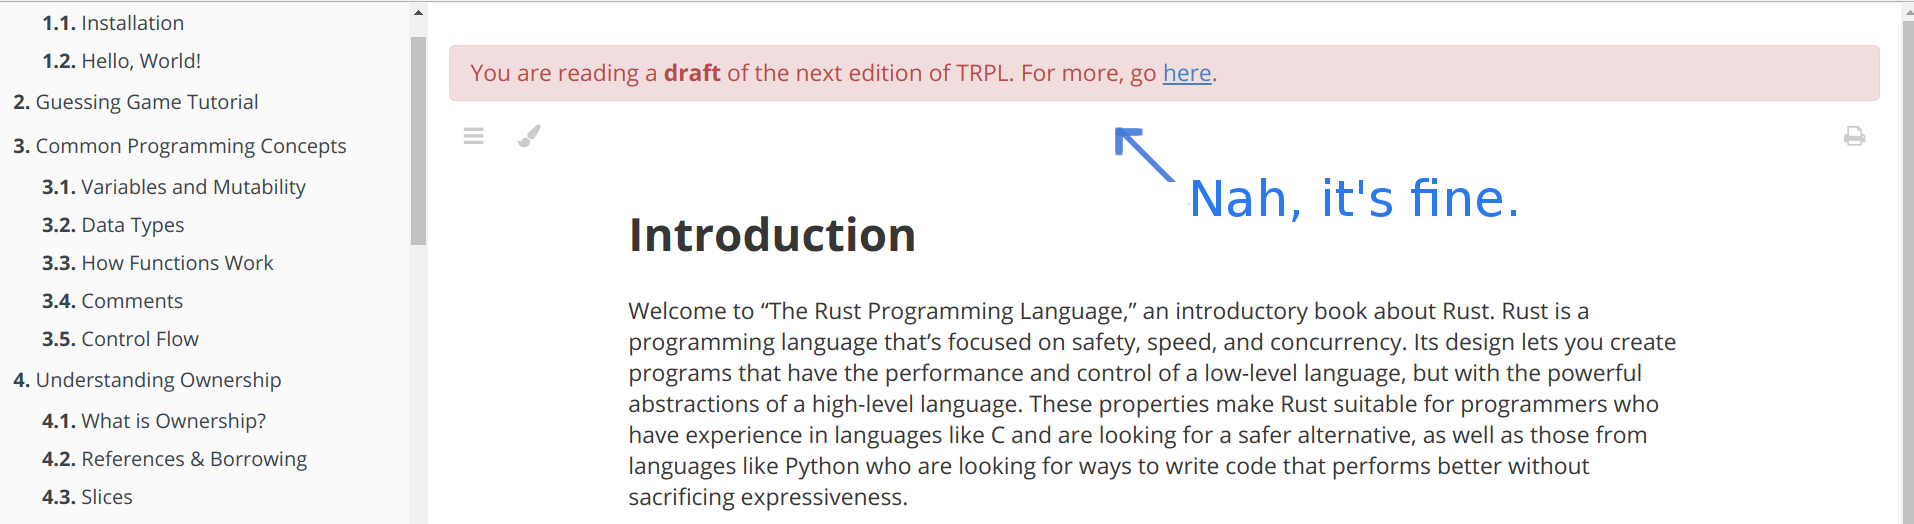 1.1. Installation
1.2. Hello, World!
2. Guessing Game Tutorial
3. Common Programming Concepts
3.1. Variables and Mutability
3.2. Data Types
3.3. How Functions Work
3.4. Comments
3.5. Control Flow
4. Understanding Ownership
4.1. What is Ownership?
4.2. References & Borrowing
4.3. Slices
You are reading a draft of the next edition of TRPL. For more, go here.
Nah, it's fine.
Introduction
Welcome to “The Rust Programming Language,” an introductory book about Rust. Rust is a
programming language that’s focused on safety, speed, and concurrency. Its design lets you create
programs that have the performance and control of a low-level language, but with the powerful
abstractions of a high-level language. These properties make Rust suitable for programmers who
have experience in languages like C and are looking for a safer alternative, as well as those from
languages like Python who are looking for ways to write code that performs better without
sacrificing expressiveness.